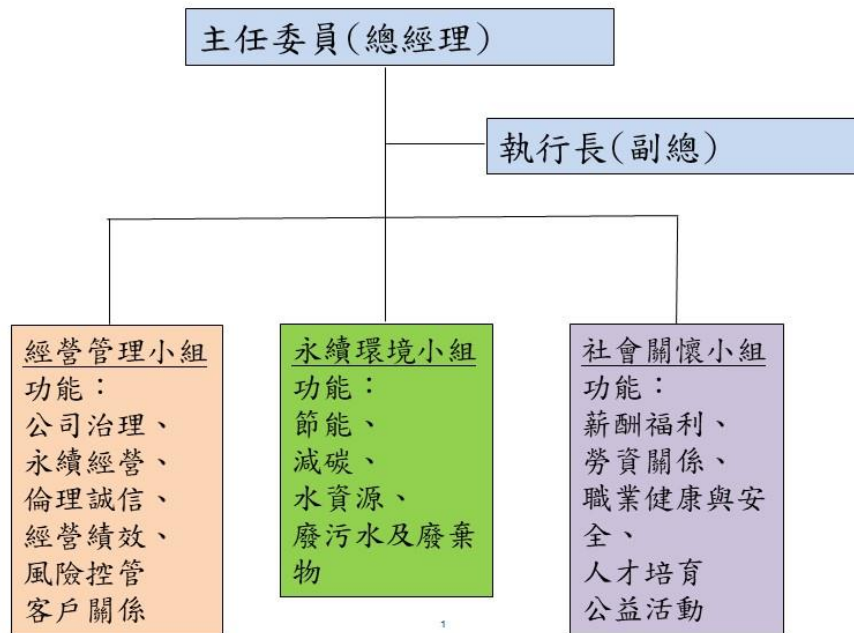 主任委員(總經理)
執行長(副總)
經營管理小組
功能：
公司治理、
永續經營、
倫理誠信、
經營績效、
風險控管
客戶關係
永續環境小組
功能：
節能、
減碳、
水資源、
廢污水及廢棄
物
社會關懷小組
功能：
薪酬福利、
勞資關係、
職業健康與安
全、
人才培育
公益活動
1